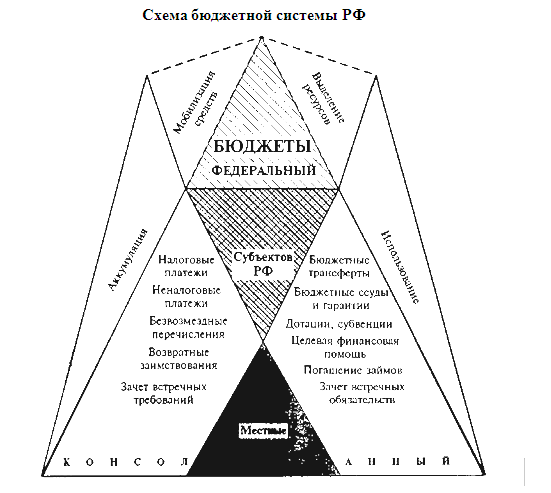 Схема бюджетной системы РФ
Мобилизация
средств
Выделение
ресурсов
БЮДЖЕТЫ
ФЕДЕРАЛЬНЫЙ
Аккумуляция
Использование
Субъектов
РФ
Налоговые
платежи
Неналоговые
платежи
Безвозмездные
перечисления
Возвратные
заимствования
Зачет встречных
требований
Бюджетные
трансферты
Бюджетные ссуды
и гарантии
Дотации, субвенции
Целевая финансовая
помощь
Погашение займов
Зачет встречных
обязательств
Местные
К О Н С О Л А Н Н Ы Й